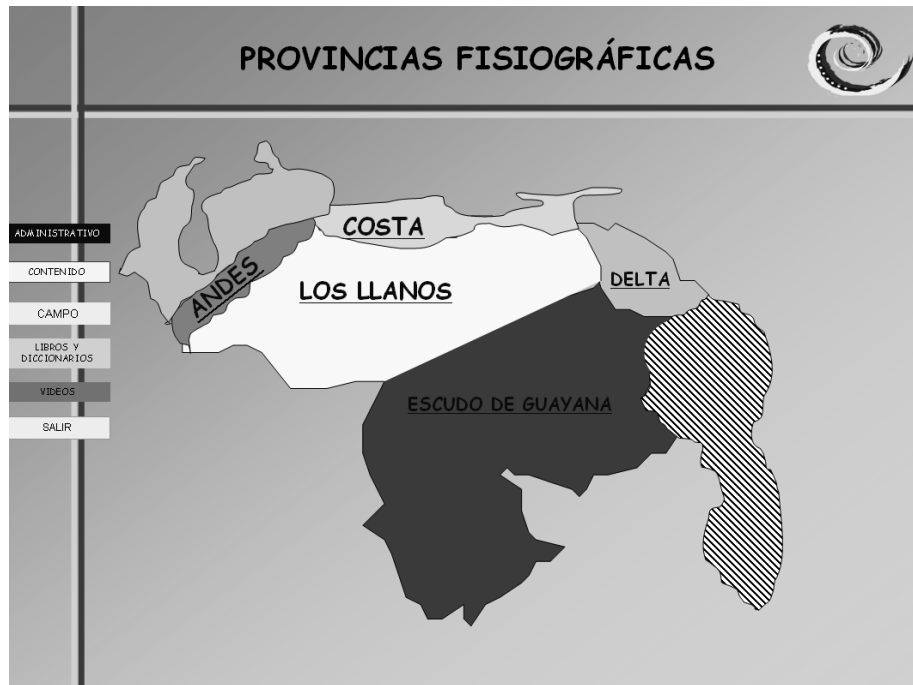 PROVINCIAS FISIOGRÁFICAS
ADMINISTRATIVO
CONTENIDO
CAMPO
LIBROS Y
DICCIONARIOS
VIDEOS
SALIR
COSTA
ANDES
LOS LLANOS
DELTA
ESCUDO DE GUAYANA